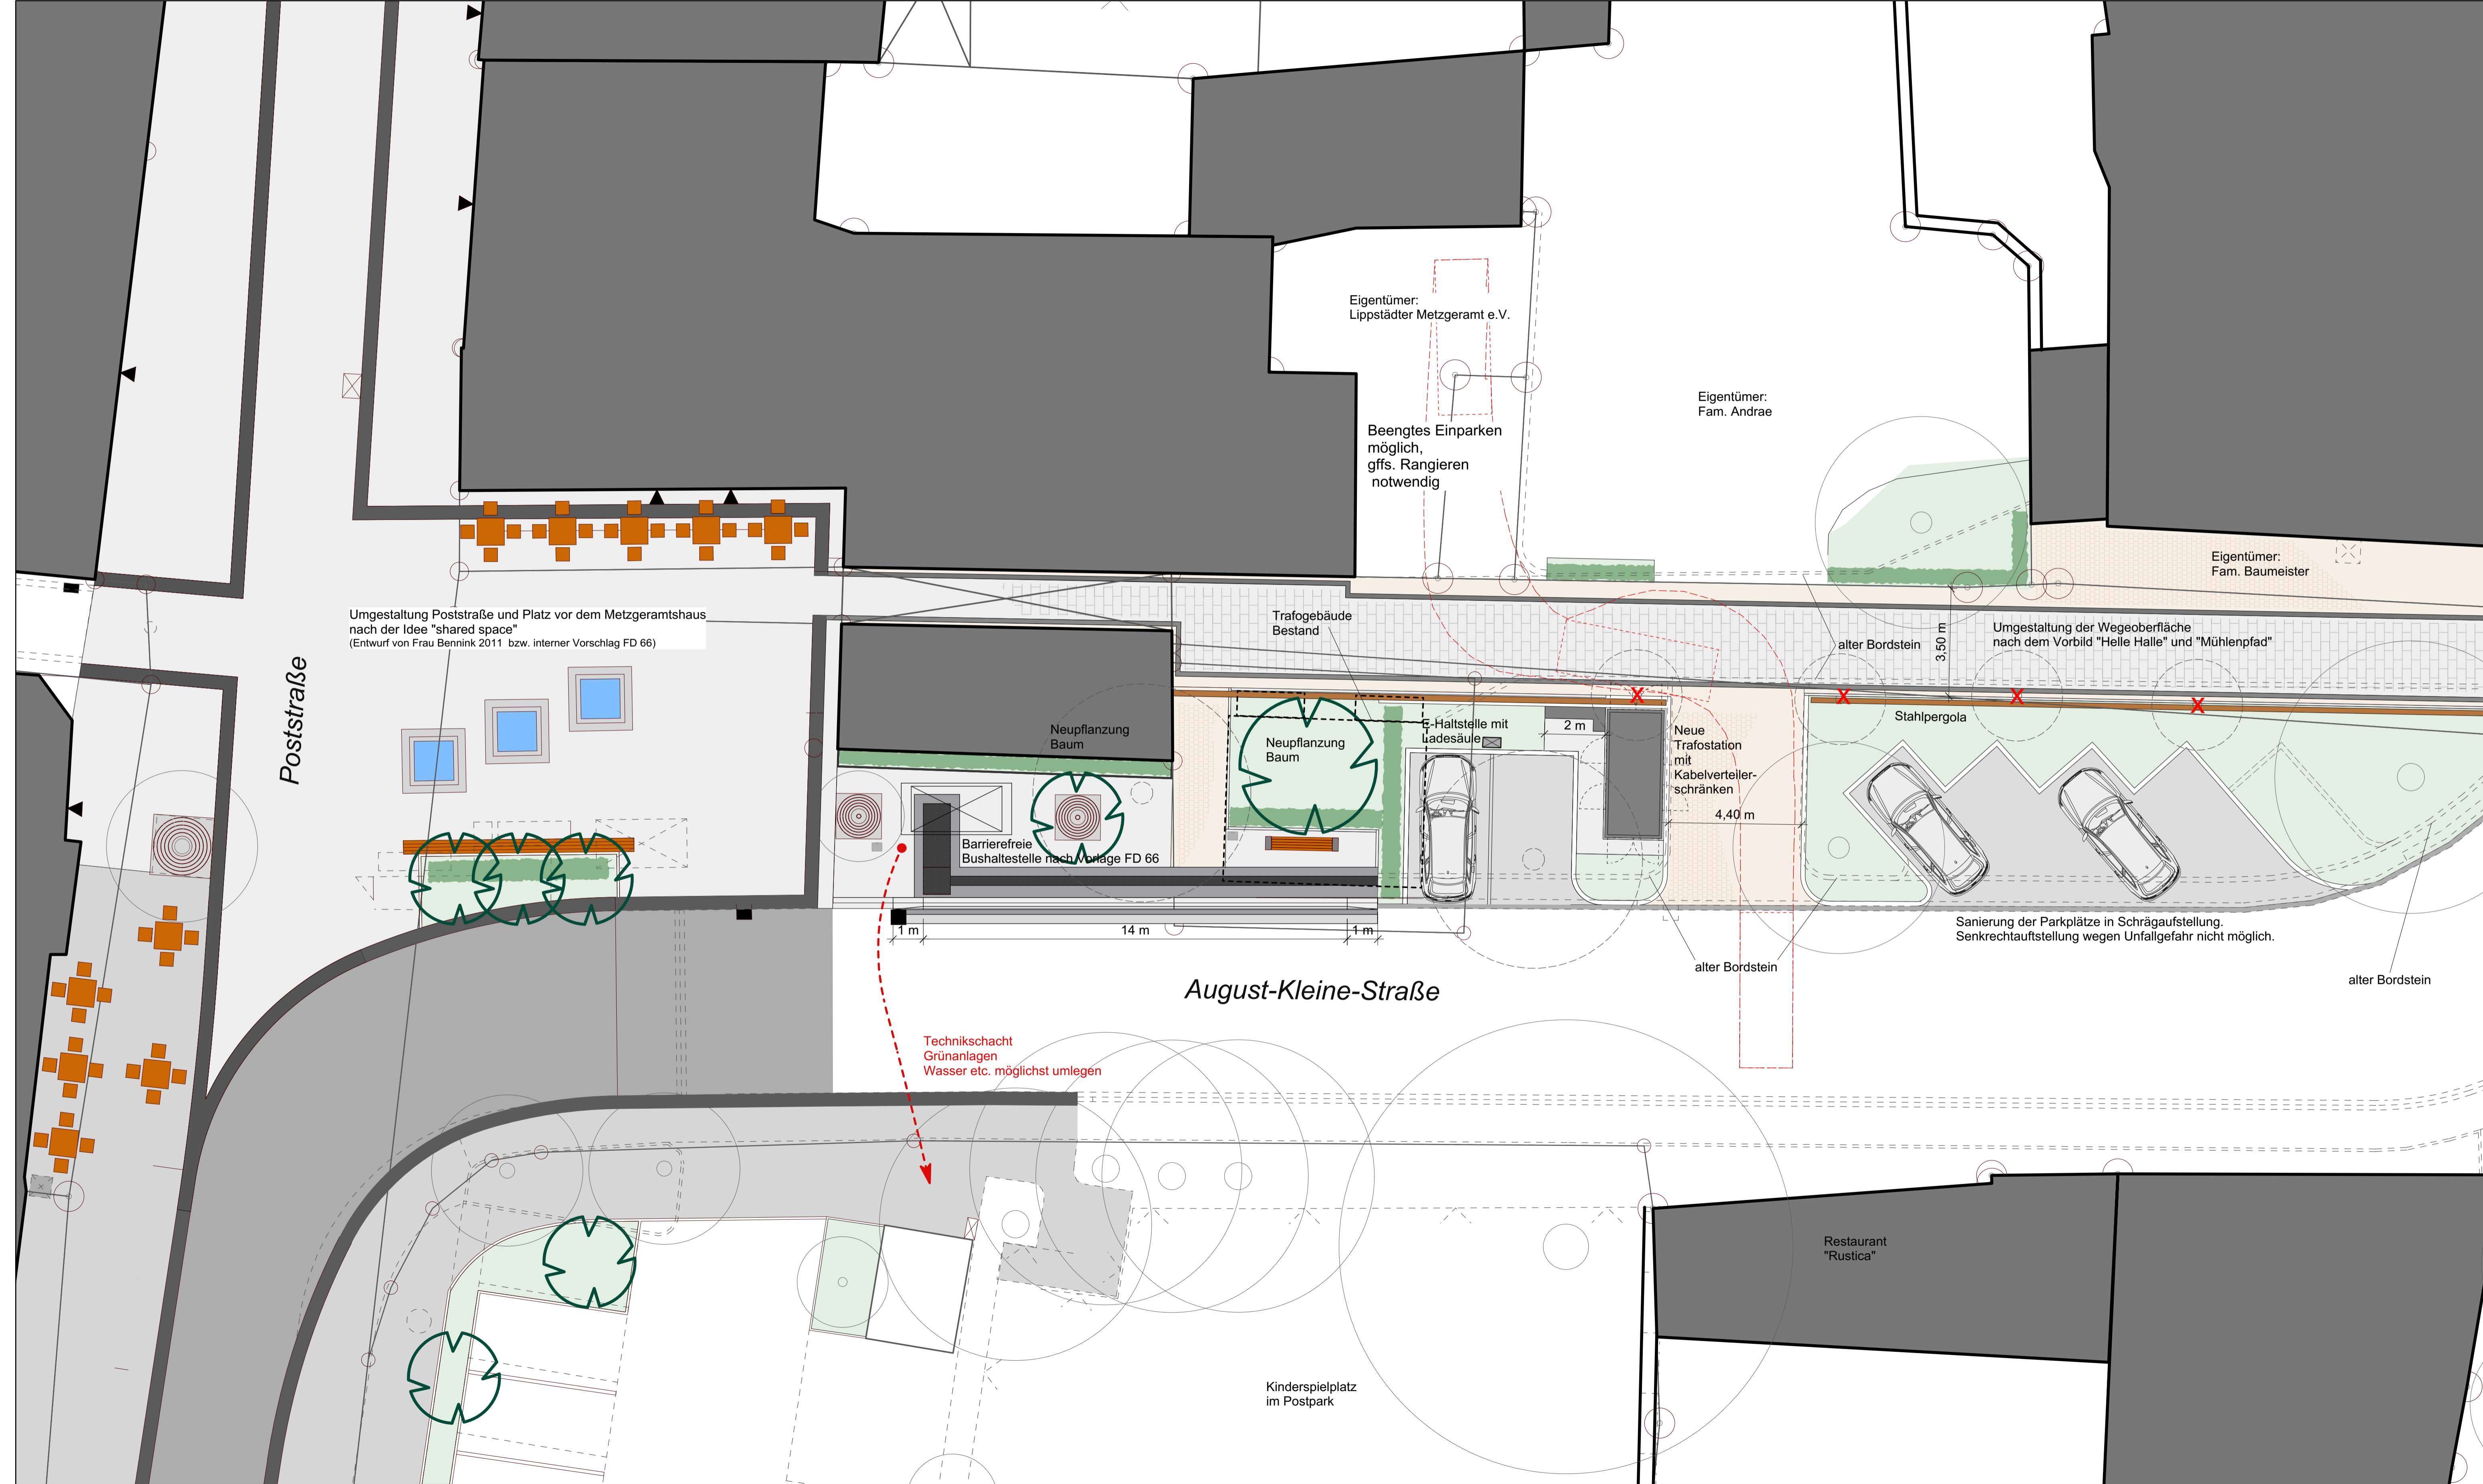 Eigentümer:
Lippstädter Metzgeramt e.V.
Eigentümer:
Fam. Andrae
Beengtes Einparken
möglich,
gffs. Rangieren
notwendig
Eigentümer:
Fam. Baumeister
Umgestaltung Poststraße und Platz vor dem Metzgeramtshaus
nach der Idee "shared space"
(Entwurf von Frau Bennink 2011 bzw. interner Vorschlag FD 66)
Trafogebäude
Bestand
alter Bordstein
3,50 m
Umgestaltung der Wegeoberfläche
nach dem Vorbild "Helle Halle" und "Mühlenpfad"
Poststraße
Neupflanzung
Baum
Neupflanzung
Baum
E-Haltstelle mit
Ladesäule
2 m
Neue
Trafostation
mit
Kabelverteiler-
schränken
X
X
X
X
Stahlpergola
4,40 m
Barrierefreie
Bushaltestelle nach Vorlage FD 66
1 m
14 m
1 m
Sanierung der Parkplätze in Schrägaufstellung.
Senkrechtauftstellung wegen Unfallgefahr nicht möglich.
alter Bordstein
alter Bordstein
August-Kleine-Straße
Technikschacht
Grünanlagen
Wasser etc. möglichst umlegen
Restaurant
"Rustica"
Kinderspielplatz
im Postpark